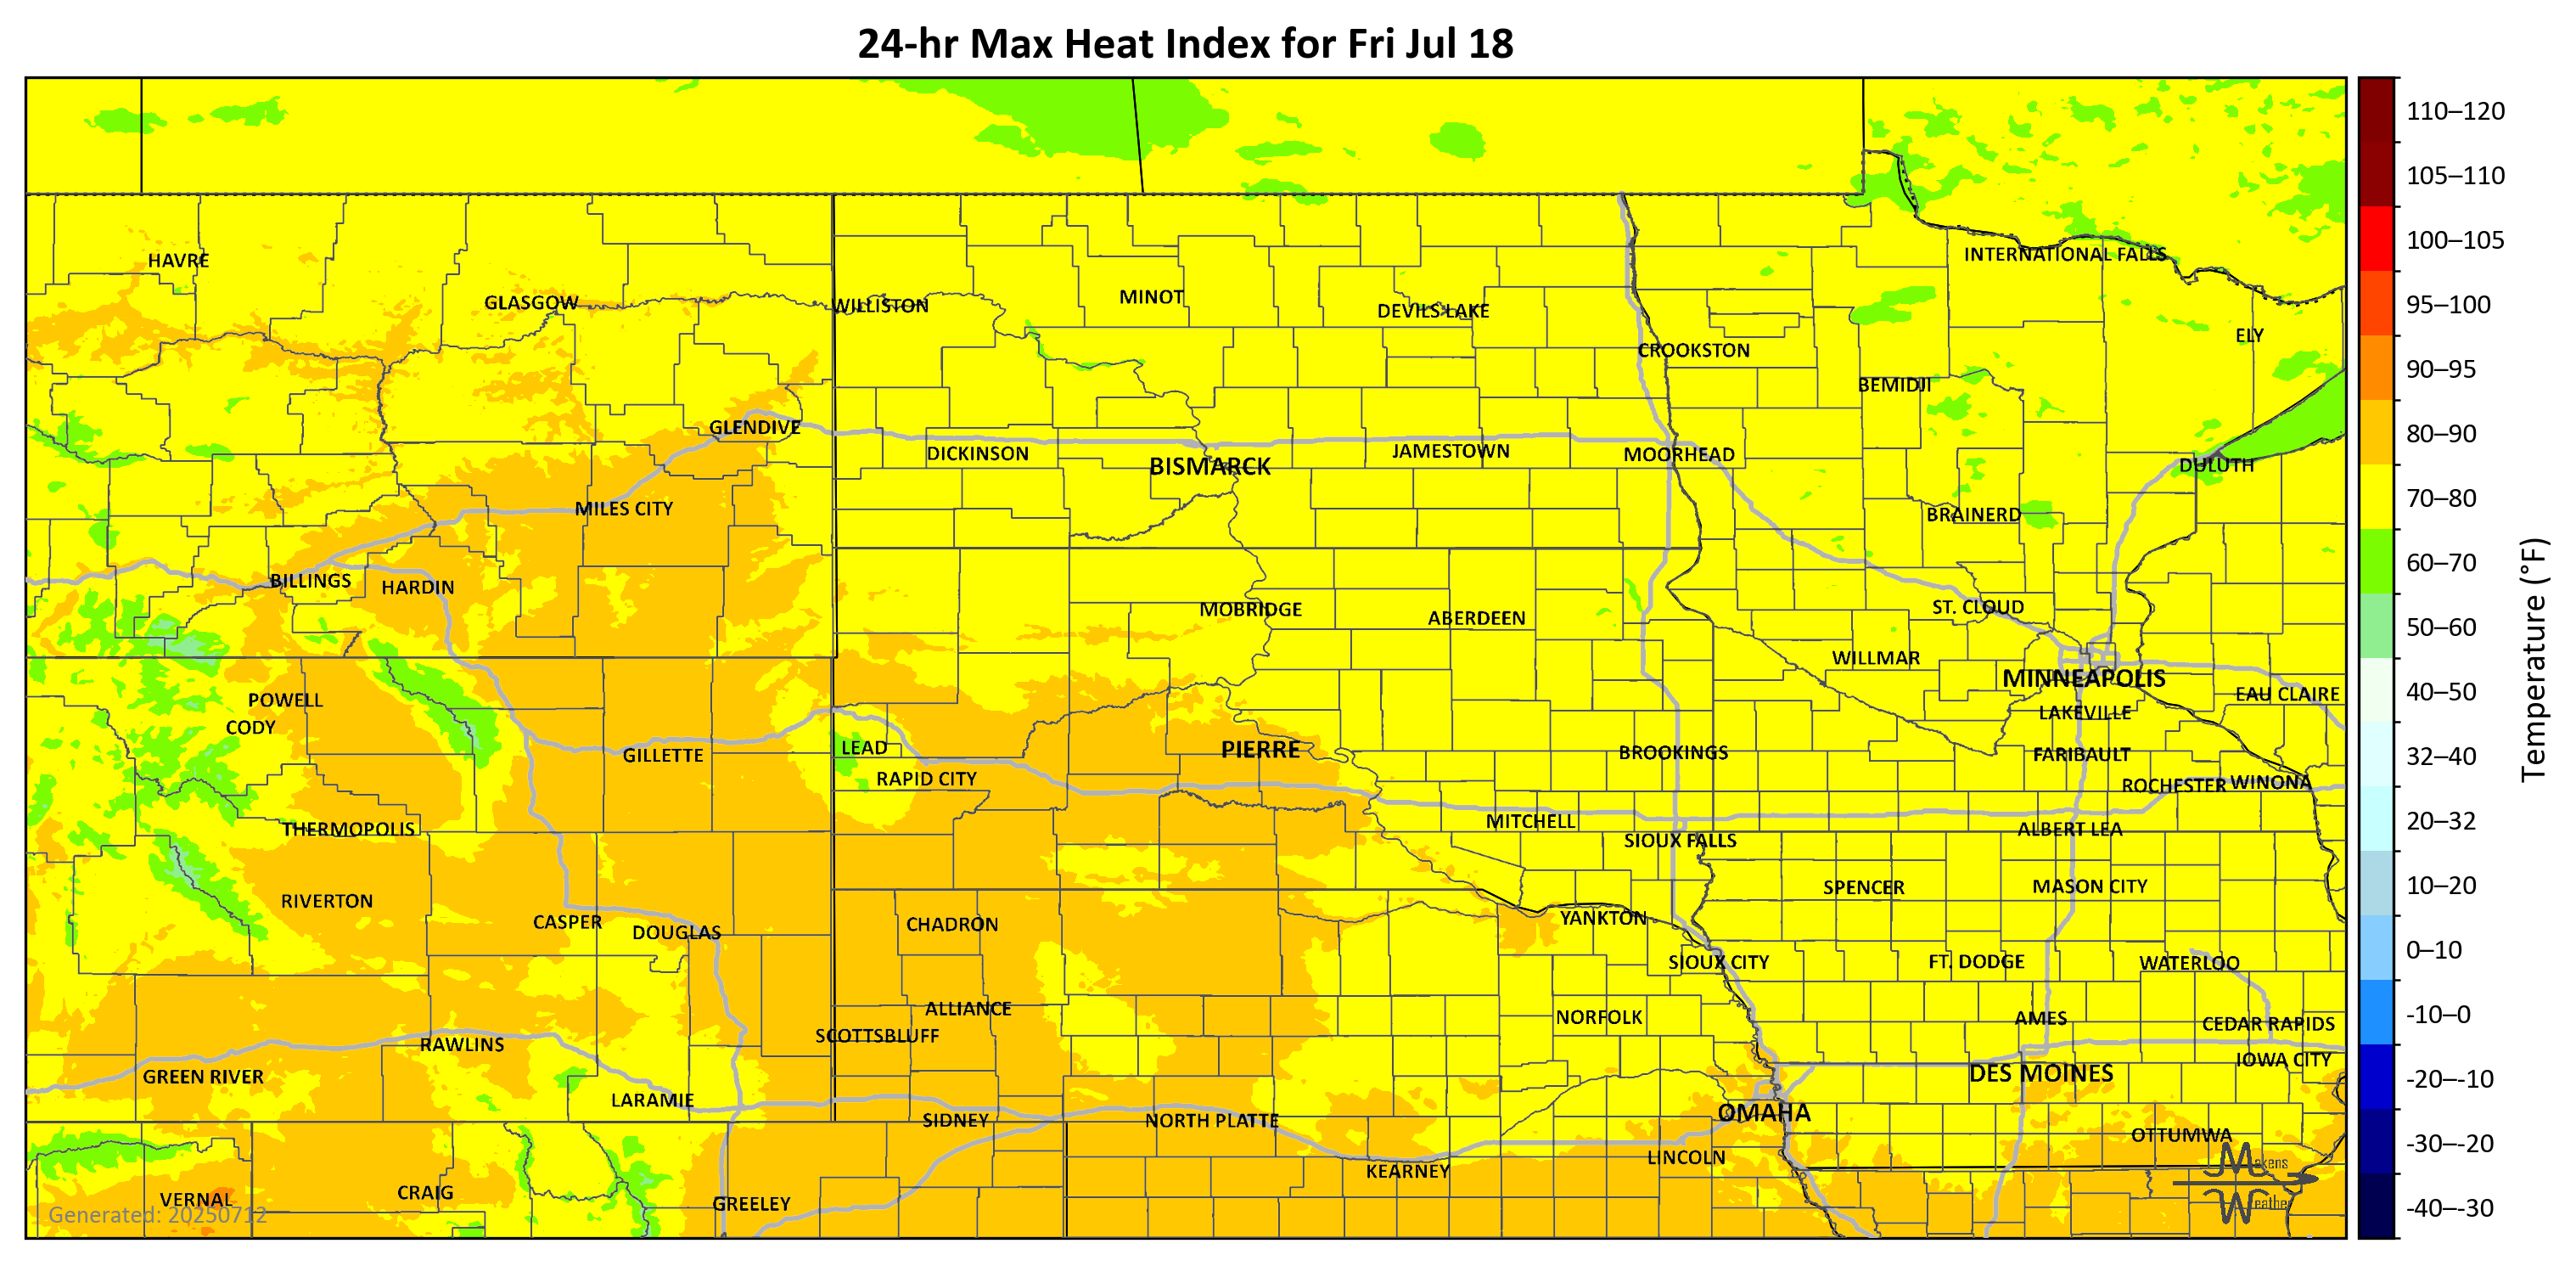 24-hr Max Heat Index for Fri Jul 18
HAVRE
GLASGOW
WILLISTON
MINOT
DEVILS LAKE
INTERNATIONAL FALLS
CROOKSTON
ELY
BEMIDJI
GLENDIVE
DICKINSON
BISMARCK
JAMESTOWN
MOORHEAD
DULUTH
MILES CITY
BRAINERD
BILLINGS
HARDIN
MOBRIDGE
ABERDEEN
ST. CLOUD
WILLMAR
MINNEAPOLIS
EAU CLAIRE
POWELL
CODY
LAKEVILLE
GILLETTE
LEAD
PIERRE
BROOKINGS
FARIBAULT
RAPID CITY
ROCHESTER
WINONA
THERMOPOLIS
MITCHELL
SIOUX FALLS
ALBERT LEA
RIVERTON
SPENCER
MASON CITY
CASPER
DOUGLAS
CHADRON
YANKTON
SIOUX CITY
FT. DODGE
WATERLOO
ALLIANCE
NORFOLK
AMES
CEDAR RAPIDS
SCOTTSBLUFF
RAWLINS
IOWA CITY
GREEN RIVER
DES MOINES
LARAMIE
SIDNEY
NORTH PLATTE
OMAHA
OTTUMWA
LINCOLN
KEARNEY
VERNAL
CRAIG
GREELEY
Generated: 20250712
Makens
Weather
110–120
105–110
100–105
95–100
90–95
80–90
70–80
60–70
50–60
40–50
32–40
20–32
10–20
0–10
-10–0
-20–-10
-30–-20
-40–-30
Temperature (°F)